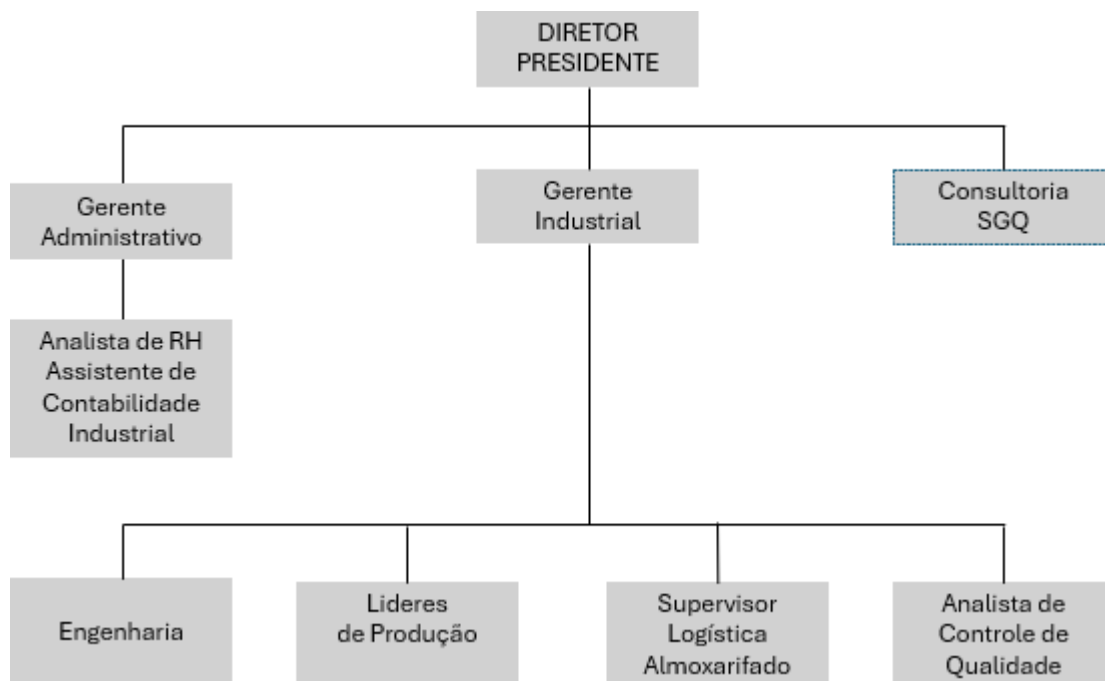 DIRETOR
PRESIDENTE
Gerente
Administrativo
Gerente
Industrial
Consultoria
SGQ
Analista de RH
Assistente de
Contabilidade
Industrial
Engenharia
Lideres
de Produção
Supervisor
Logística
Almoxarifado
Analista de
Controle de
Qualidade